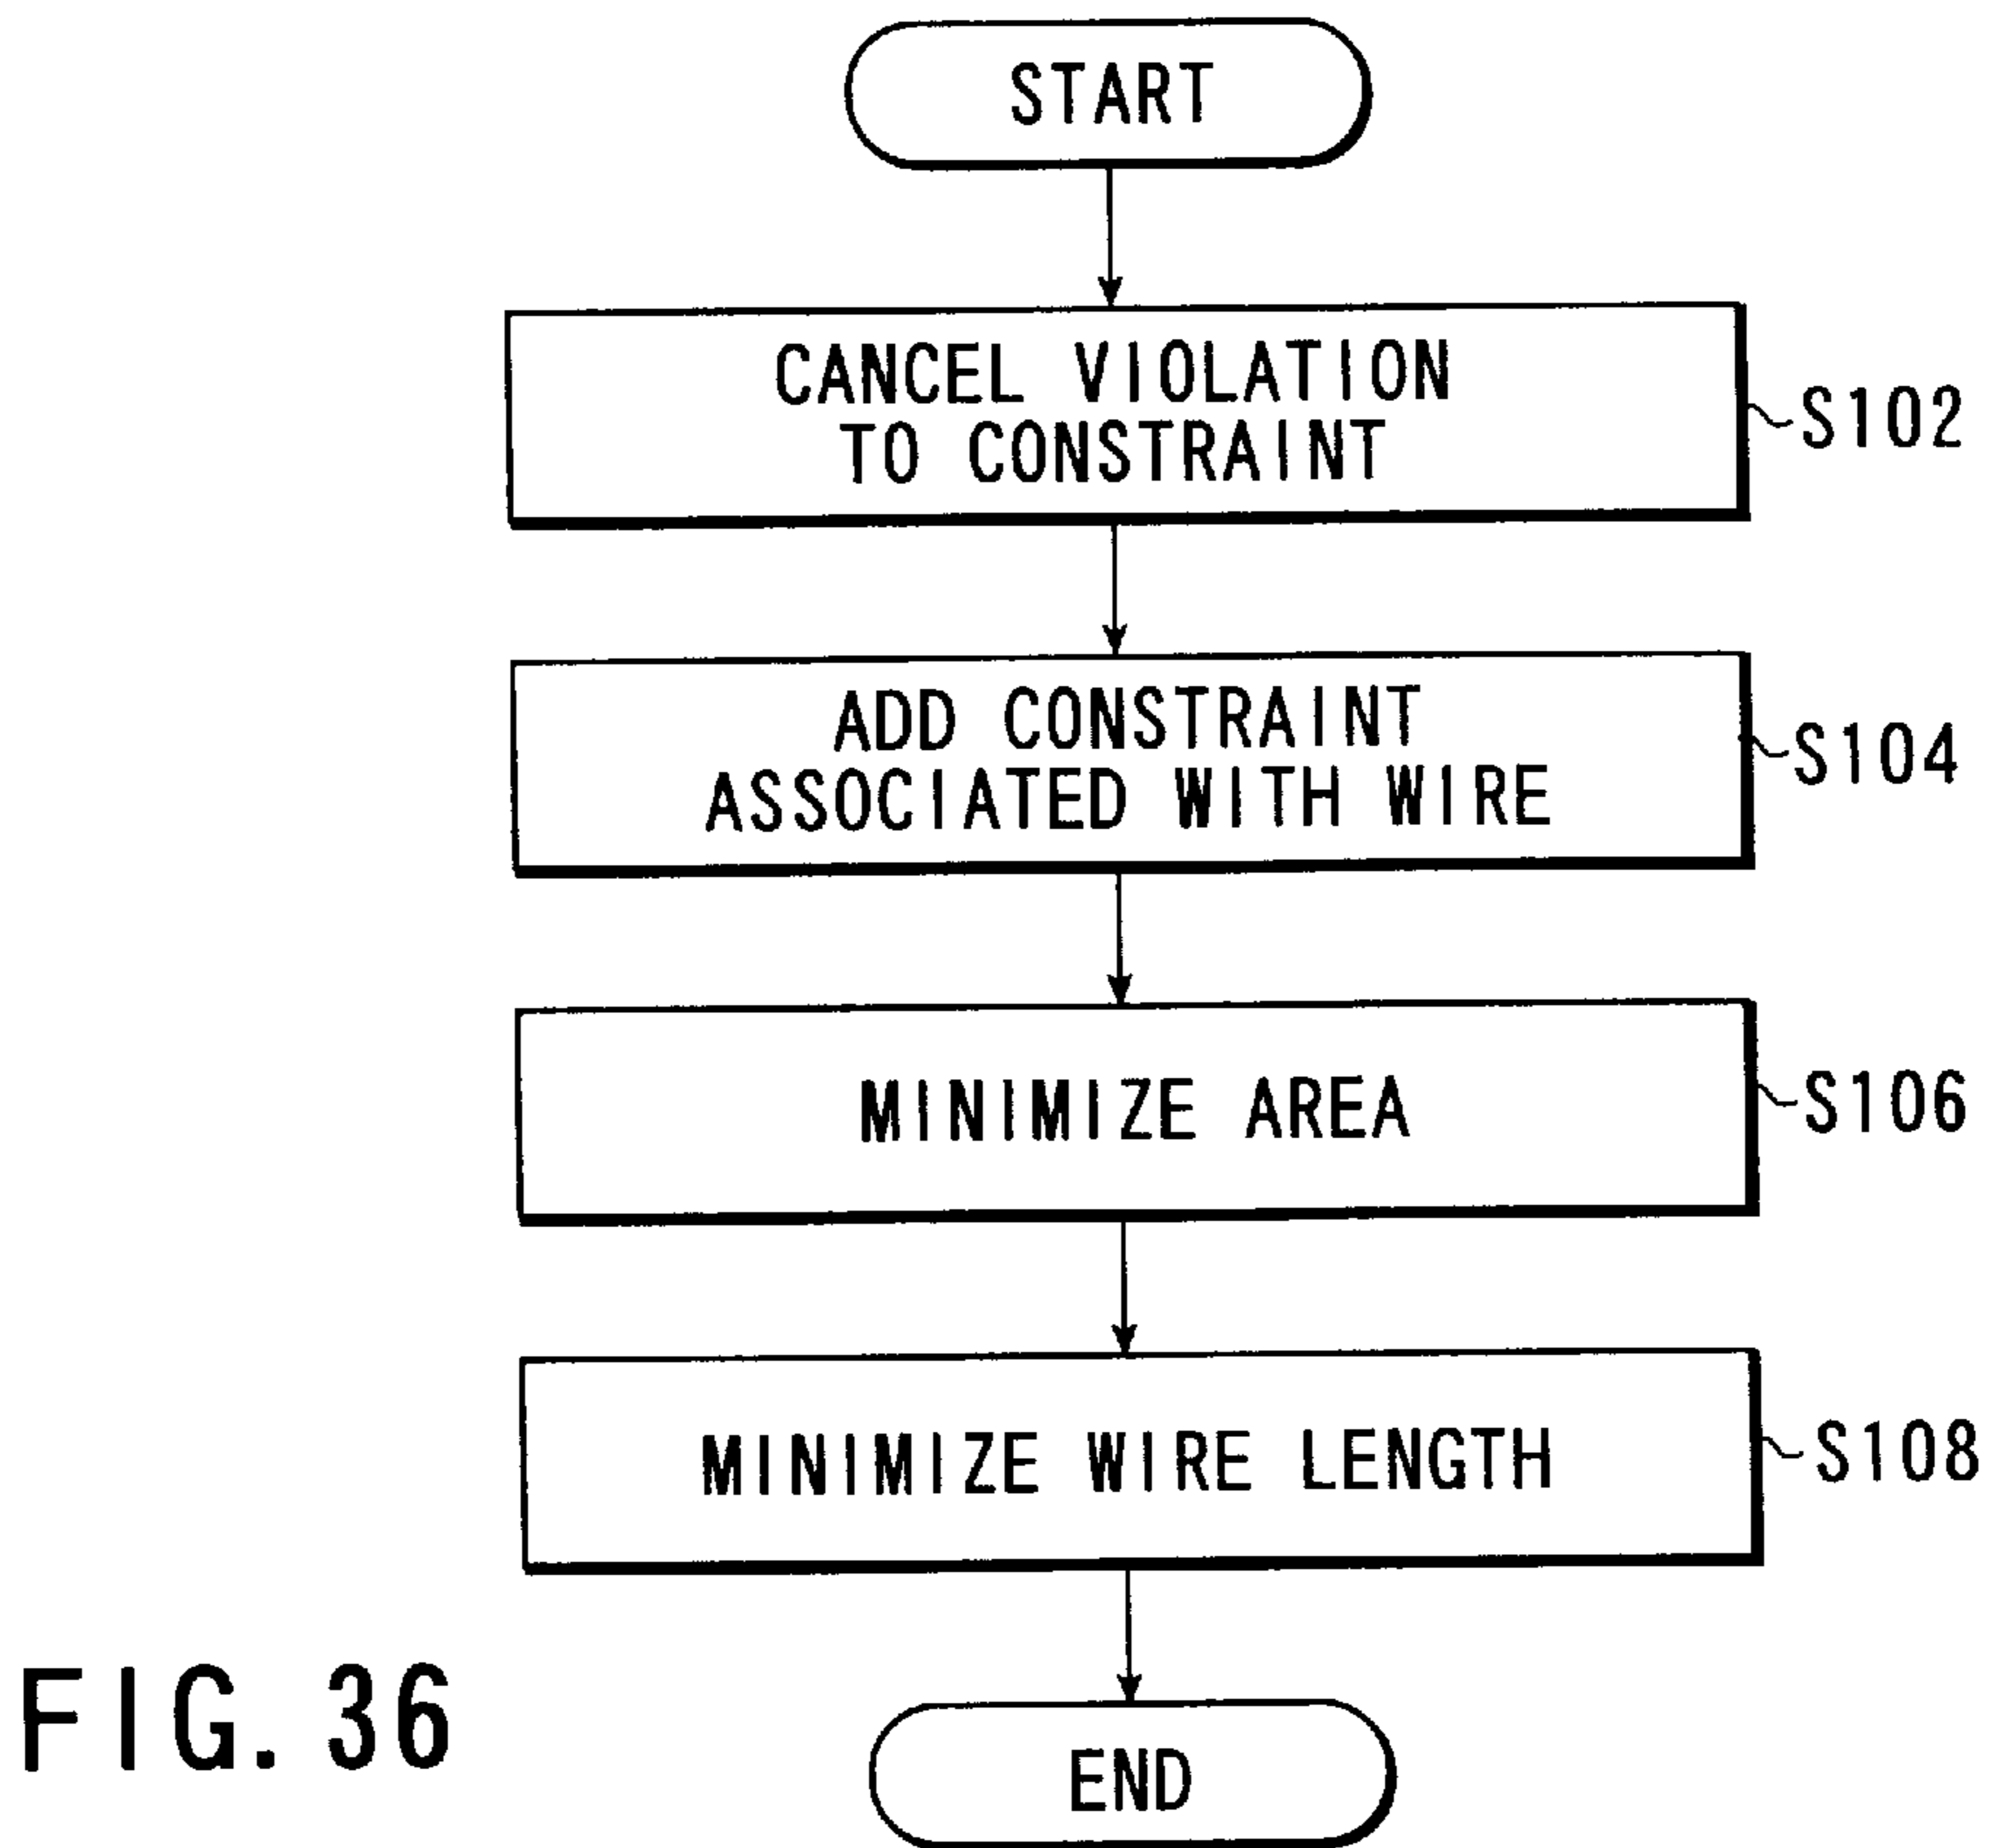 START
CANCEL VIOLATION
TO CONSTRAINT
S102
ADD CONSTRAINT
ASSOCIATED WITH WIRE
S104
MINIMIZE AREA
S106
MINIMIZE WIRE LENGTH
S108
END
FIG. 36